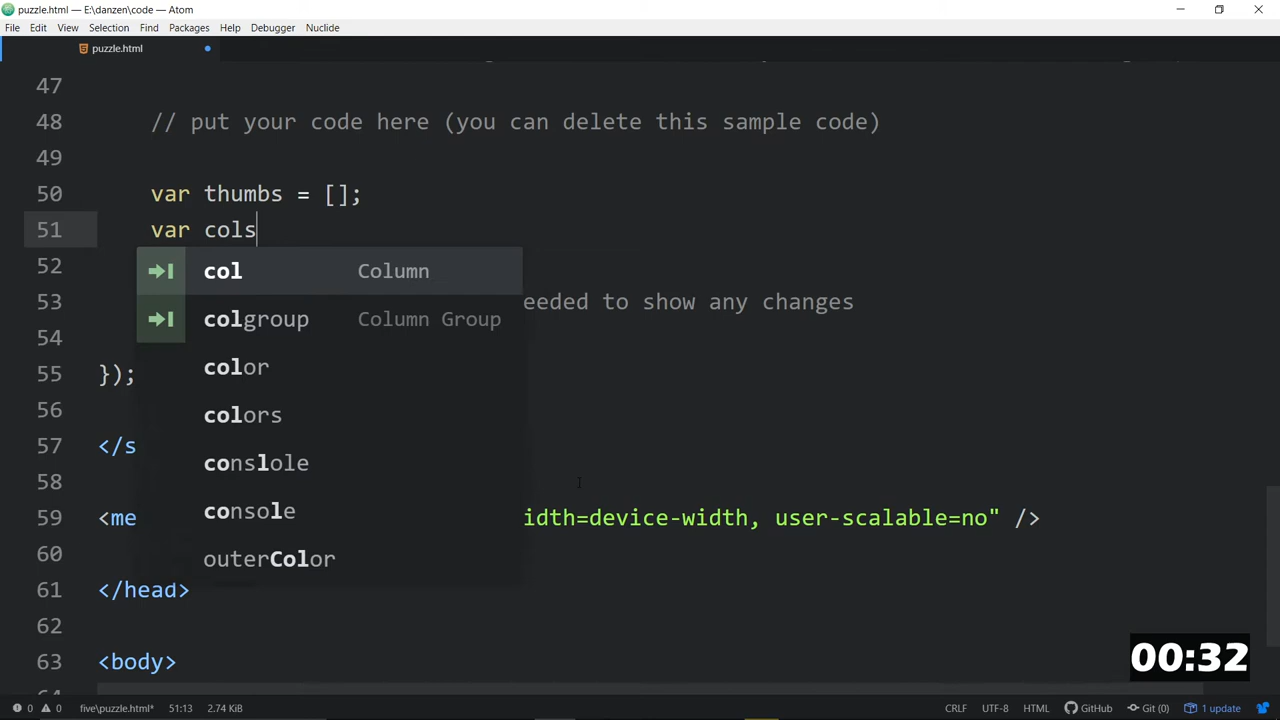 puzzle.html — E:\danzen\code — Atom
File Edit View Selection Find Packages Help Debugger Nuclide
puzzle.html
47
48 // put your code here (you can delete this sample code)
49
50 var thumbs = [];
51 var cols
52 col Column
53 eeded to show any changes
colgroup Column Group
54
color
55 });
56 colors
57 </s
conslole
58
console
59 <me idth=device-width, user-scalable=no" />
60 outerColor
61 </head>
62
63 <body>
00:32
0 0 five\puzzle.html* 51:13 2.74 KiB CRLF UTF-8 HTML GitHub Git (0) 1 update